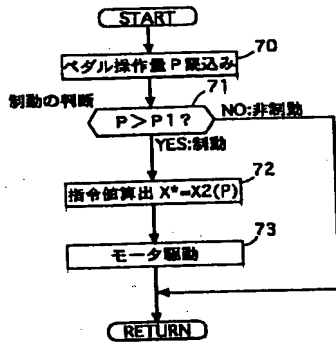 START
70
ペダル操作量P読込み
71
制動の判断
P>P1?
NO:非制動
YES:制動
72
指令値算出 X*=X2(P)
73
モータ駆動
RETURN